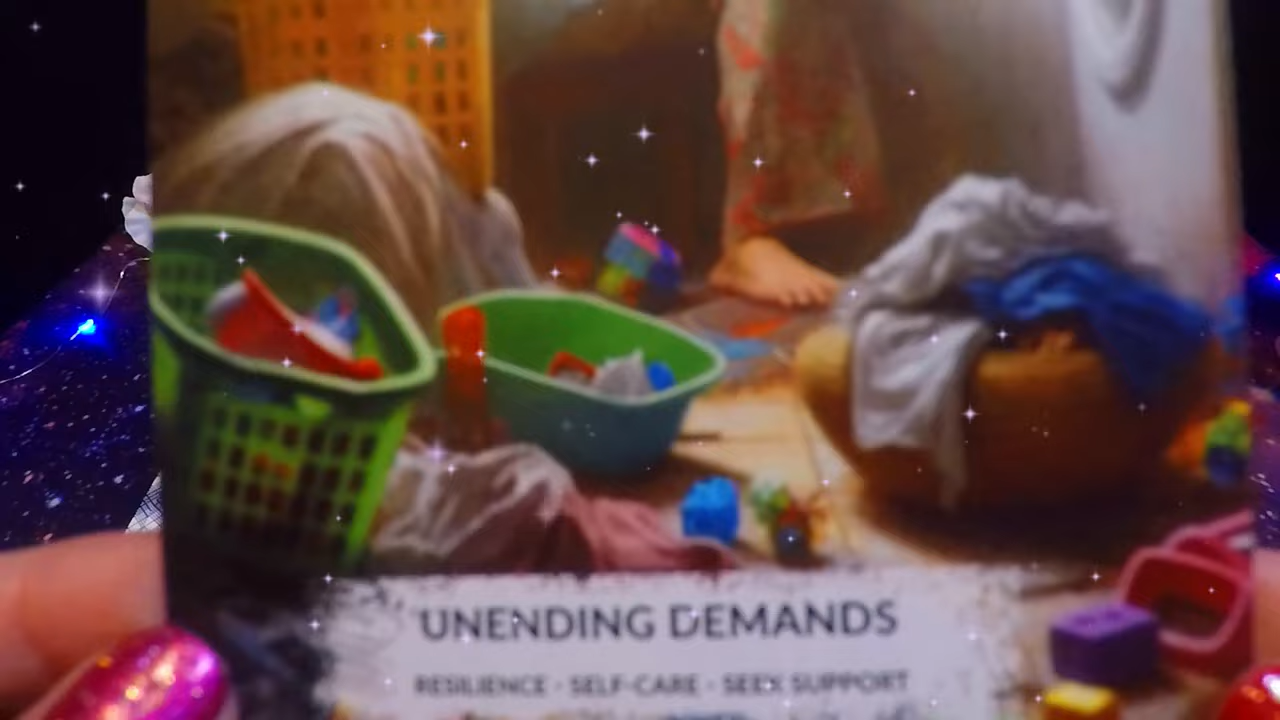 UNENDING DEMANDS
RESILIENCE · SELF-CARE · SEEK SUPPORT